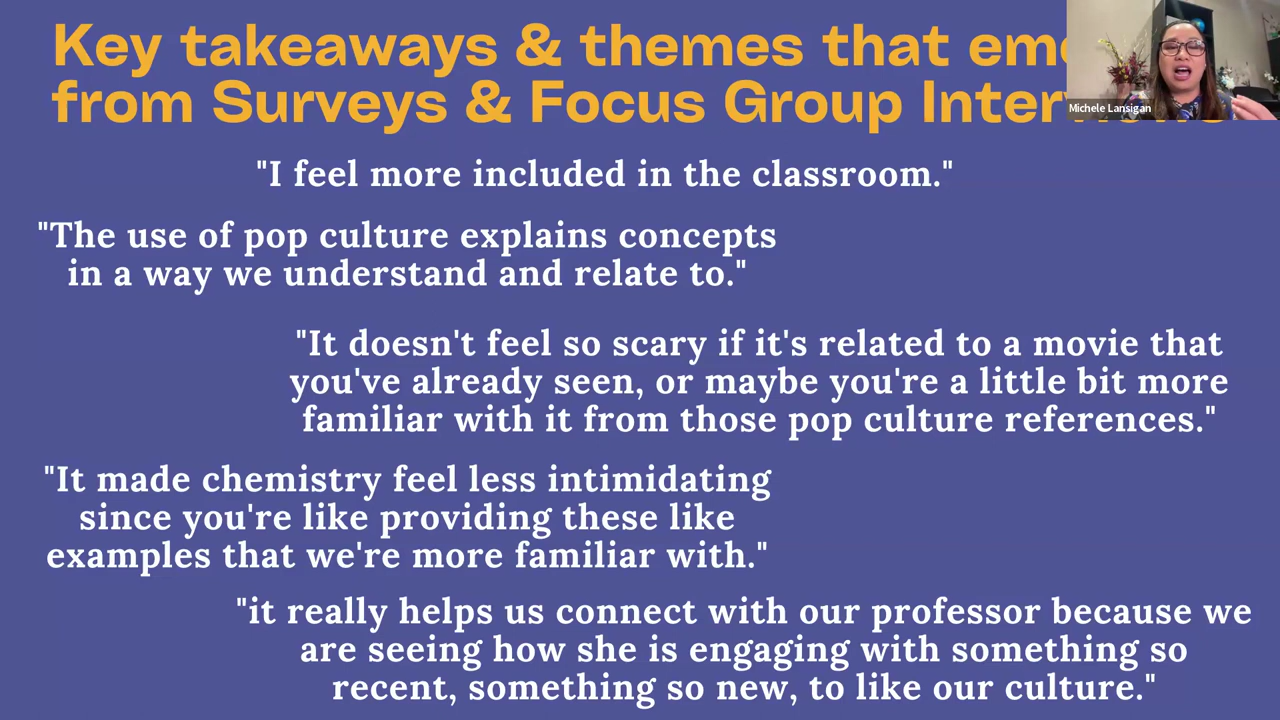 Key takeaways & themes that
from Surveys & Focus Group
Michele Lansigan
"I feel more included in the classroom."
"The use of pop culture explains concepts
in a way we understand and relate to."
"It doesn't feel so scary if it's related to a movie that
you've already seen, or maybe you're a little bit more
familiar with it from those pop culture references."
"It made chemistry feel less intimidating
since you're like providing these like
examples that we're more familiar with."
"it really helps us connect with our professor because we
are seeing how she is engaging with something so
recent, something so new, to like our culture."